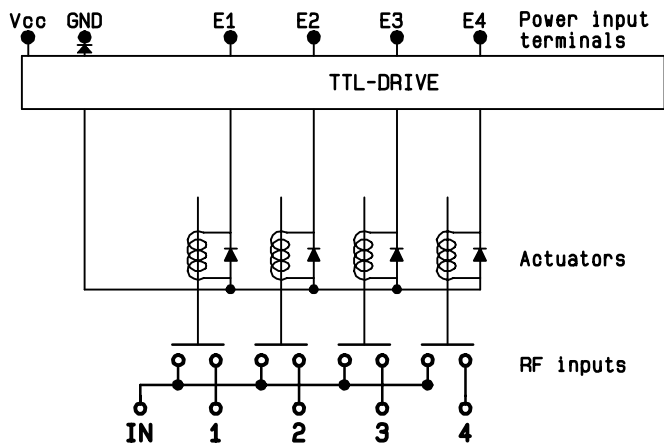 Vcc GND E1 E2 E3 E4 Power input
terminals
TTL-DRIVE
Actuators
RF inputs
IN 1 2 3 4